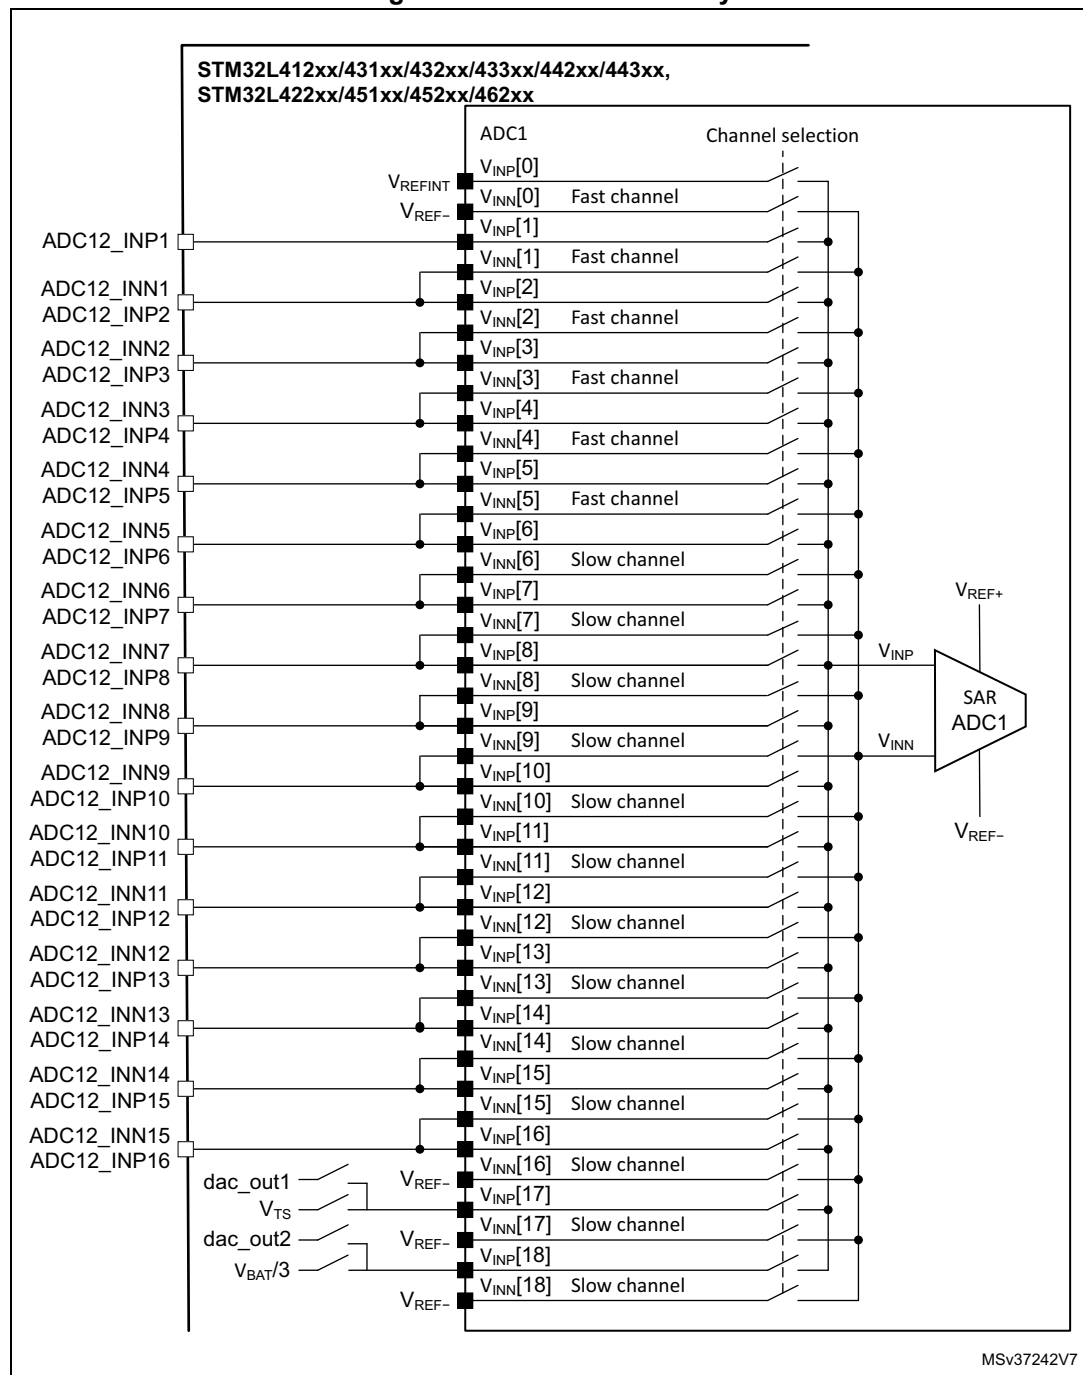 STM32L412xx/431xx/432xx/433xx/442xx/443xx,
STM32L422xx/451xx/452xx/462xx
ADC1 Channel selection
VINP[0]
VREFINT
VINN[0] Fast channel
VREF−
VINP[1]
ADC12_INP1
VINN[1] Fast channel
ADC12_INN1
VINP[2]
ADC12_INP2
VINN[2] Fast channel
ADC12_INN2
VINP[3]
ADC12_INP3
VINN[3] Fast channel
ADC12_INN3
VINP[4]
ADC12_INP4
VINN[4] Fast channel
ADC12_INN4
VINP[5]
ADC12_INP5
VINN[5] Fast channel
ADC12_INN5
VINP[6]
ADC12_INP6
VINN[6] Slow channel
ADC12_INN6
VINP[7]
VREF+
ADC12_INP7
VINN[7] Slow channel
ADC12_INN7
VINP[8]
VINP
ADC12_INP8
VINN[8] Slow channel
SAR
ADC1
ADC12_INN8
VINP[9]
ADC12_INP9
VINN[9] Slow channel
VINN
ADC12_INN9
VINP[10]
ADC12_INP10
VINN[10] Slow channel
VREF−
ADC12_INN10
VINP[11]
ADC12_INP11
VINN[11] Slow channel
ADC12_INN11
VINP[12]
ADC12_INP12
VINN[12] Slow channel
ADC12_INN12
VINP[13]
ADC12_INP13
VINN[13] Slow channel
ADC12_INN13
VINP[14]
ADC12_INP14
VINN[14] Slow channel
ADC12_INN14
VINP[15]
ADC12_INP15
VINN[15] Slow channel
ADC12_INN15
VINP[16]
ADC12_INP16
VINN[16] Slow channel
dac_out1
VREF−
VINP[17]
VTS
VINN[17] Slow channel
dac_out2
VREF−
VINP[18]
VBAT/3
VINN[18] Slow channel
VREF−
MSv37242V7